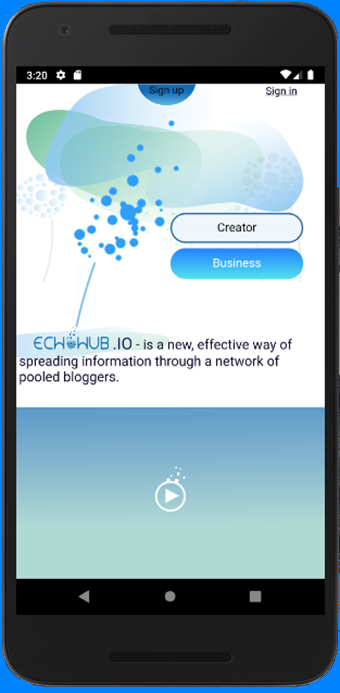 3:20
Sign up
Sign in
Creator
Business
ECHOHUB.IO - is a new, effective way of
spreading information through a network of
pooled bloggers.